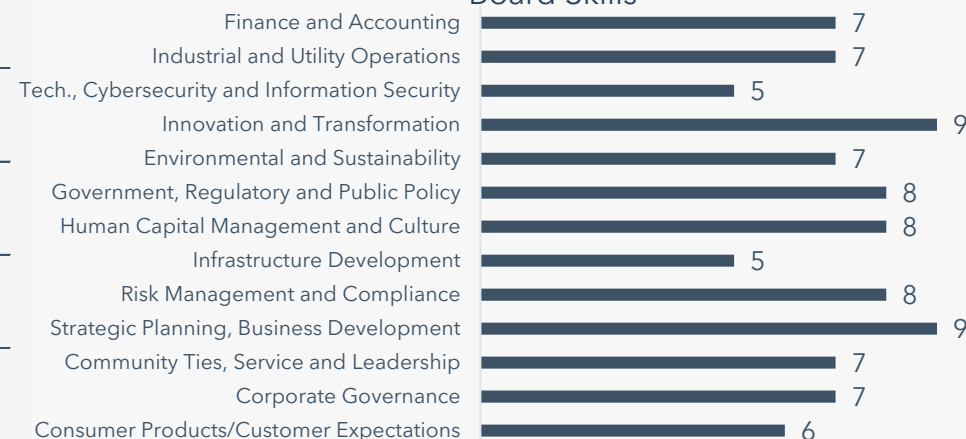 Board Skills
Finance and Accounting 7
Industrial and Utility Operations 7
Tech., Cybersecurity and Information Security 5
Innovation and Transformation 9
Environmental and Sustainability 7
Government, Regulatory and Public Policy 8
Human Capital Management and Culture 8
Infrastructure Development 5
Risk Management and Compliance 8
Strategic Planning, Business Development 9
Community Ties, Service and Leadership 7
Corporate Governance 7
Consumer Products/Customer Expectations 6